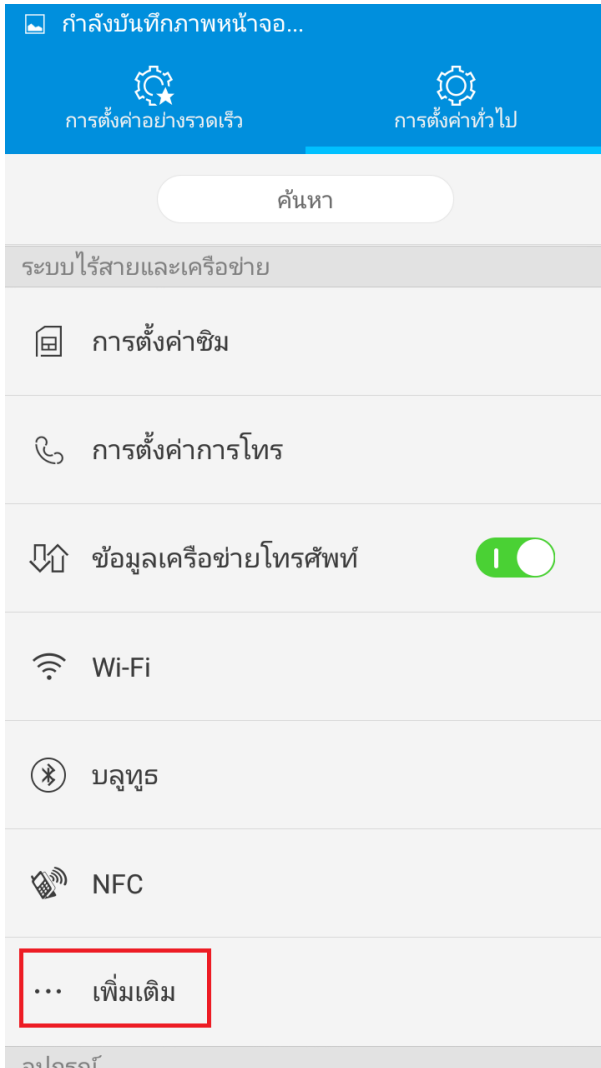 กำลังบันทึกภาพหน้าจอ...
การตั้งค่าอย่างรวดเร็ว
การตั้งค่าทั่วไป
ค้นหา
ระบบไร้สายและเครือข่าย
การตั้งค่าซิม
การตั้งค่าการโทร
ข้อมูลเครือข่ายโทรศัพท์
Wi-Fi
บลูทูธ
NFC
เพิ่มเติม
อุปกรณ์